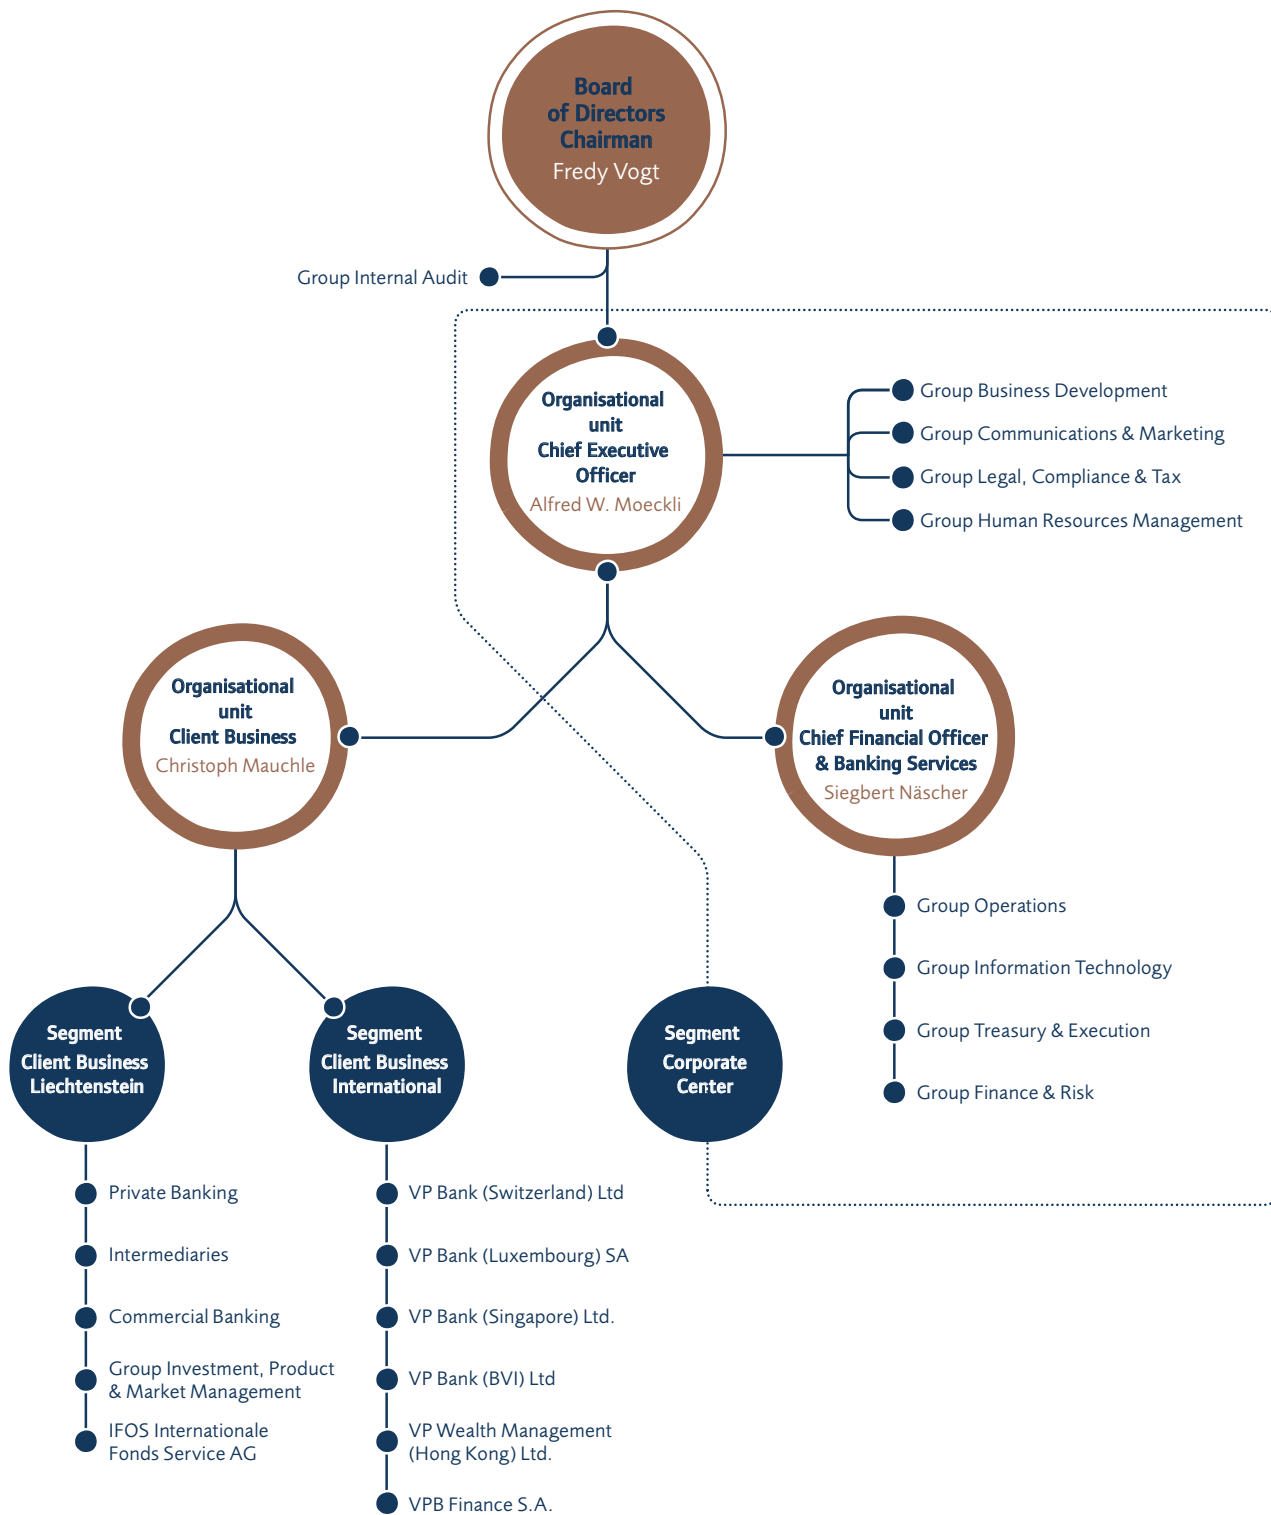 Board
of Directors
Chairman
Fredy Vogt
Group Internal Audit
Organisational
unit
Chief Executive
Officer
Alfred W. Moeckli
Group Business Development
Group Communications & Marketing
Group Legal, Compliance & Tax
Group Human Resources Management
Organisational
unit
Client Business
Christoph Mauchle
Organisational
unit
Chief Financial Officer
& Banking Services
Siegbert Näscher
Group Operations
Group Information Technology
Group Treasury & Execution
Group Finance & Risk
Segment
Client Business
Liechtenstein
Segment
Client Business
International
Segment
Corporate
Center
Private Banking
Intermediaries
Commercial Banking
Group Investment, Product
& Market Management
IFOS Internationale
Fonds Service AG
VP Bank (Switzerland) Ltd
VP Bank (Luxembourg) SA
VP Bank (Singapore) Ltd.
VP Bank (BVI) Ltd
VP Wealth Management
(Hong Kong) Ltd.
VPB Finance S.A.